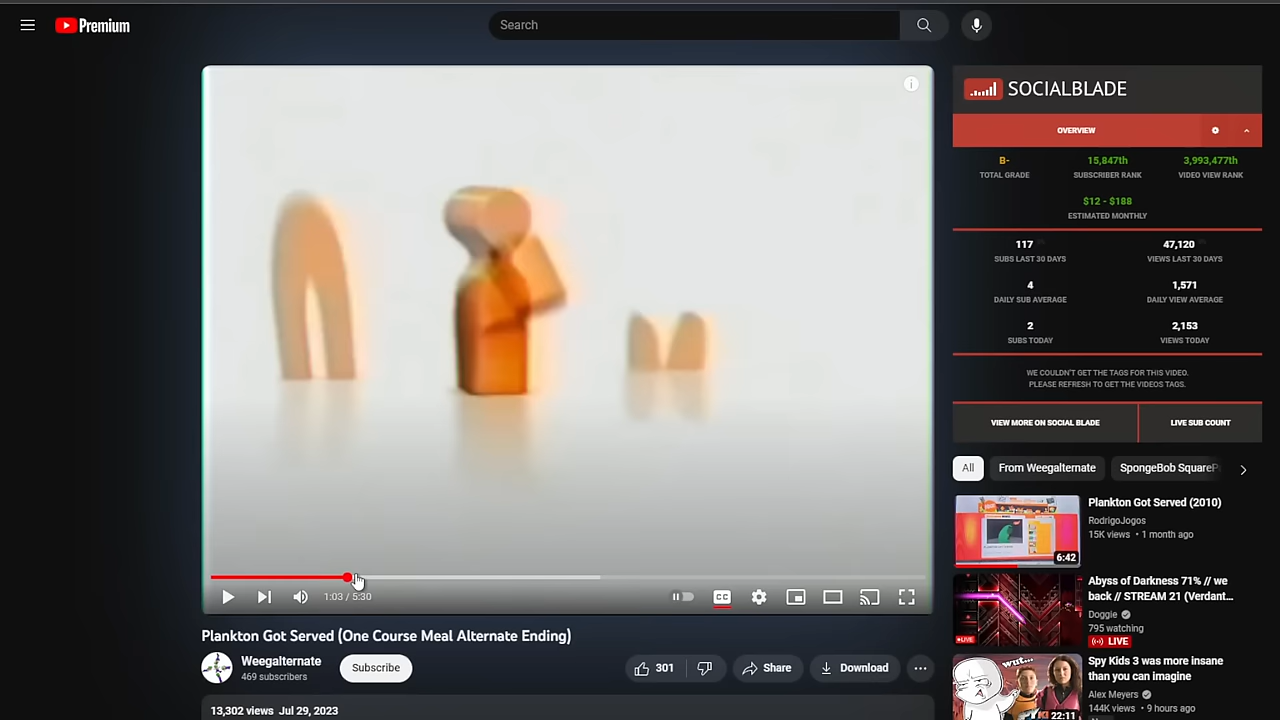 Premium
Search
SOCIALBLADE
OVERVIEW
B-
15,847th
3,993,477th
TOTAL GRADE
SUBSCRIBER RANK
VIDEO VIEW RANK
$12 - $188
ESTIMATED MONTHLY
117
47,120
SUBS LAST 30 DAYS
VIEWS LAST 30 DAYS
4
1,571
DAILY SUB AVERAGE
DAILY VIEW AVERAGE
2
2,153
SUBS TODAY
VIEWS TODAY
WE COULDN'T GET THE TAGS FOR THIS VIDEO.
PLEASE REFRESH TO GET THE VIDEOS TAGS.
VIEW MORE ON SOCIAL BLADE
LIVE SUB COUNT
All
From Weegalternate
SpongeBob SquareP
Plankton Got Served (2010)
RodrigoJogos
15K views • 1 month ago
6:42
Abyss of Darkness 71% // we
back // STREAM 21 (Verdant...
Doggie
795 watching
LIVE
LIVE
Spy Kids 3 was more insane
than you can imagine
Alex Meyers
144K views • 9 hours ago
wut...
22:11
1:03 / 5:30
CC
Plankton Got Served (One Course Meal Alternate Ending)
Weegalternate
469 subscribers
Subscribe
301
Share
Download
13,302 views Jul 29, 2023